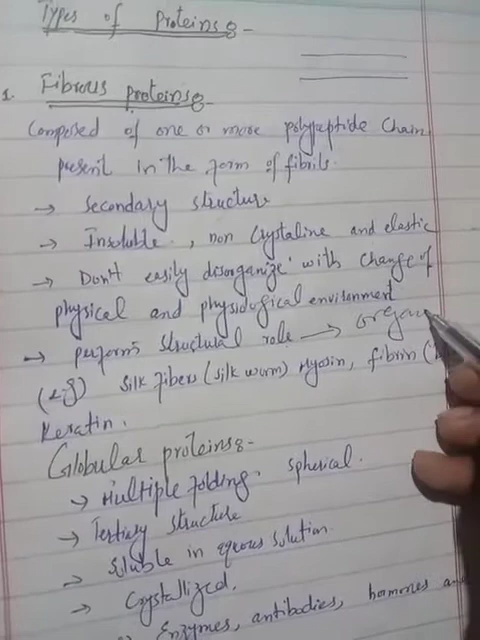 Types of Proteins :-
1. Fibrous proteins :-
Composed of one or more polypeptide chain
present in the form of fibrils.
→ Secondary structure
→ Insoluble, non crystaline and elastic
→ Don't easily disorganize with change of
physical and physiological environment
→ performs structural role → organ
(e.g) Silk fibers (silk worm) Myosin, fibrin (
Keratin.
Globular proteins :-
→ Multiple folding. spherical.
→ Tertiary structure
→ Soluble in aqeous solution.
→ Crystallized.
Enzymes, antibodies, hormones and